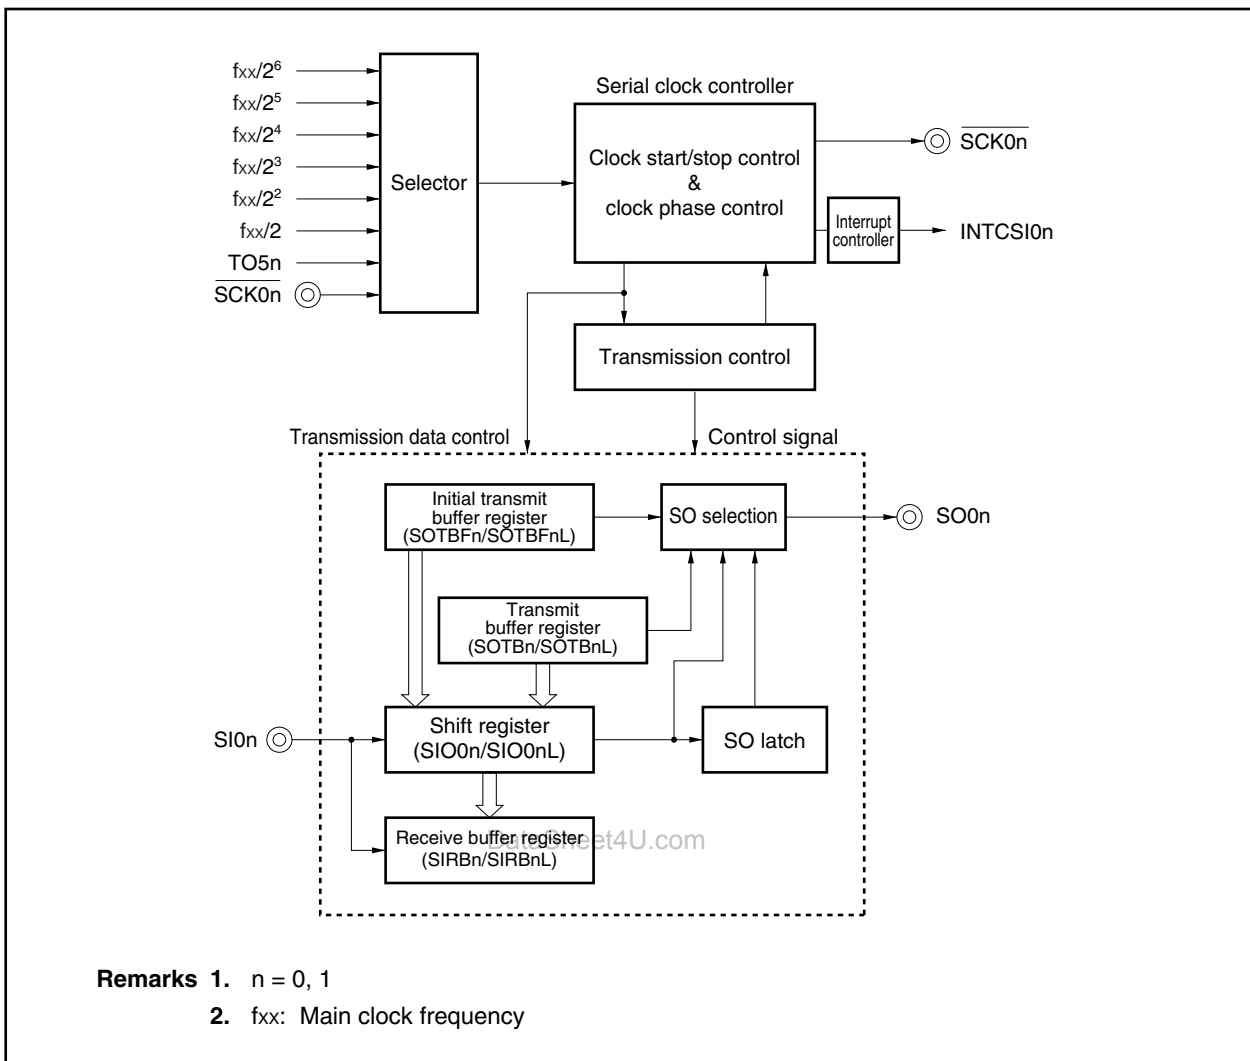 fxx/2⁶
fxx/2⁵
fxx/2⁴
fxx/2³
fxx/2²
fxx/2
TO5n
SCK0n
Selector
Serial clock controller
Clock start/stop control
&
clock phase control
SCK0n
Interrupt
controller
INTCSI0n
Transmission control
Transmission data control
Control signal
Initial transmit
buffer register
(SOTBFn/SOTBFnL)
SO selection
SO0n
Transmit
buffer register
(SOTBn/SOTBnL)
SI0n
Shift register
(SIO0n/SIO0nL)
SO latch
Receive buffer register
(SIRBn/SIRBnL)
DataSheet4U.com
Remarks 1. n = 0, 1
2. fxx: Main clock frequency